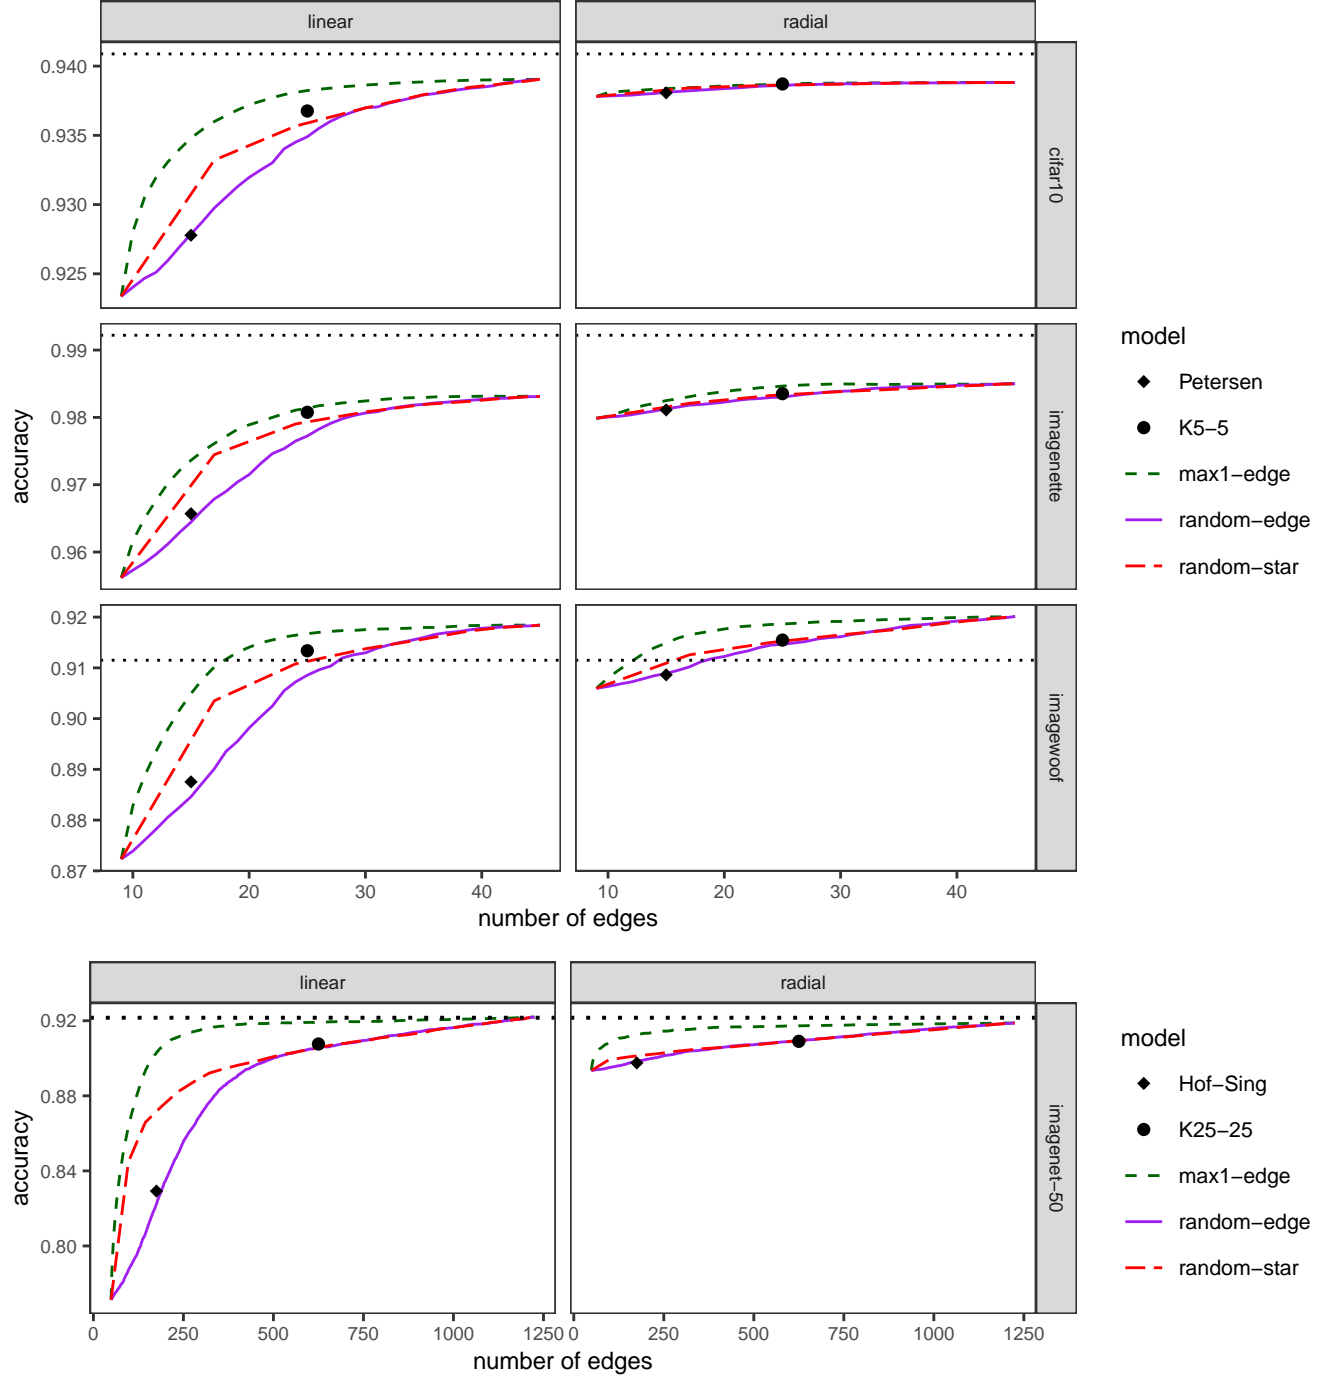 linear
radial
0.940
0.935
0.930
0.925
cifar10
0.99
0.98
0.97
0.96
imagenette
accuracy
0.92
0.91
0.90
0.89
0.88
0.87
imagewoof
10 20 30 40
10 20 30 40
number of edges
model
Petersen
K5−5
max1−edge
random−edge
random−star
linear
radial
0.92
0.88
0.84
0.80
accuracy
imagenet−50
0 250 500 750 1000 1250
0 250 500 750 1000 1250
number of edges
model
Hof−Sing
K25−25
max1−edge
random−edge
random−star